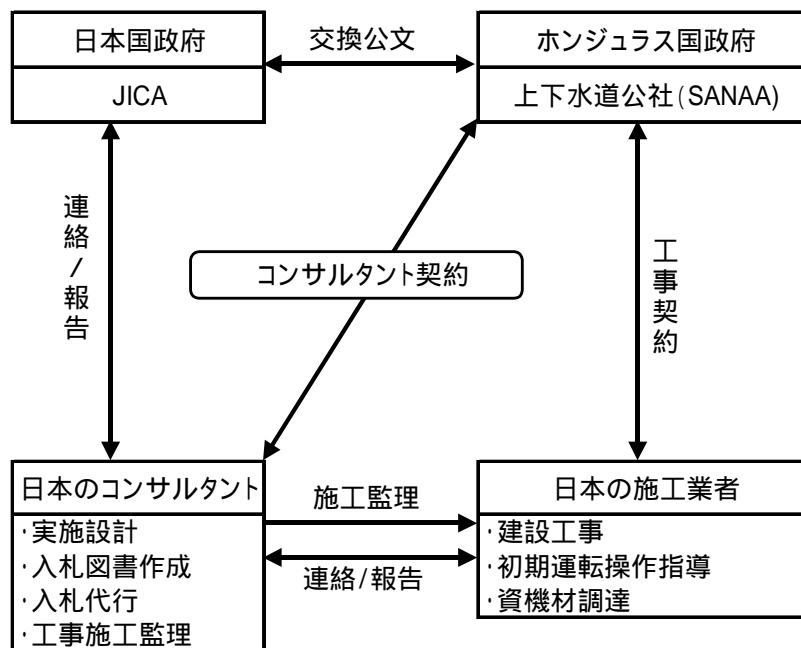 日本国政府
JICA
交換公文
ホンジュラス国政府
上下水道公社(SANAA)
連絡/報告
コンサルタント契約
工事契約
日本のコンサルタント
・実施設計
・入札図書作成
・入札代行
・工事施工監理
施工監理
連絡/報告
日本の施工業者
・建設工事
・初期運転操作指導
・資機材調達